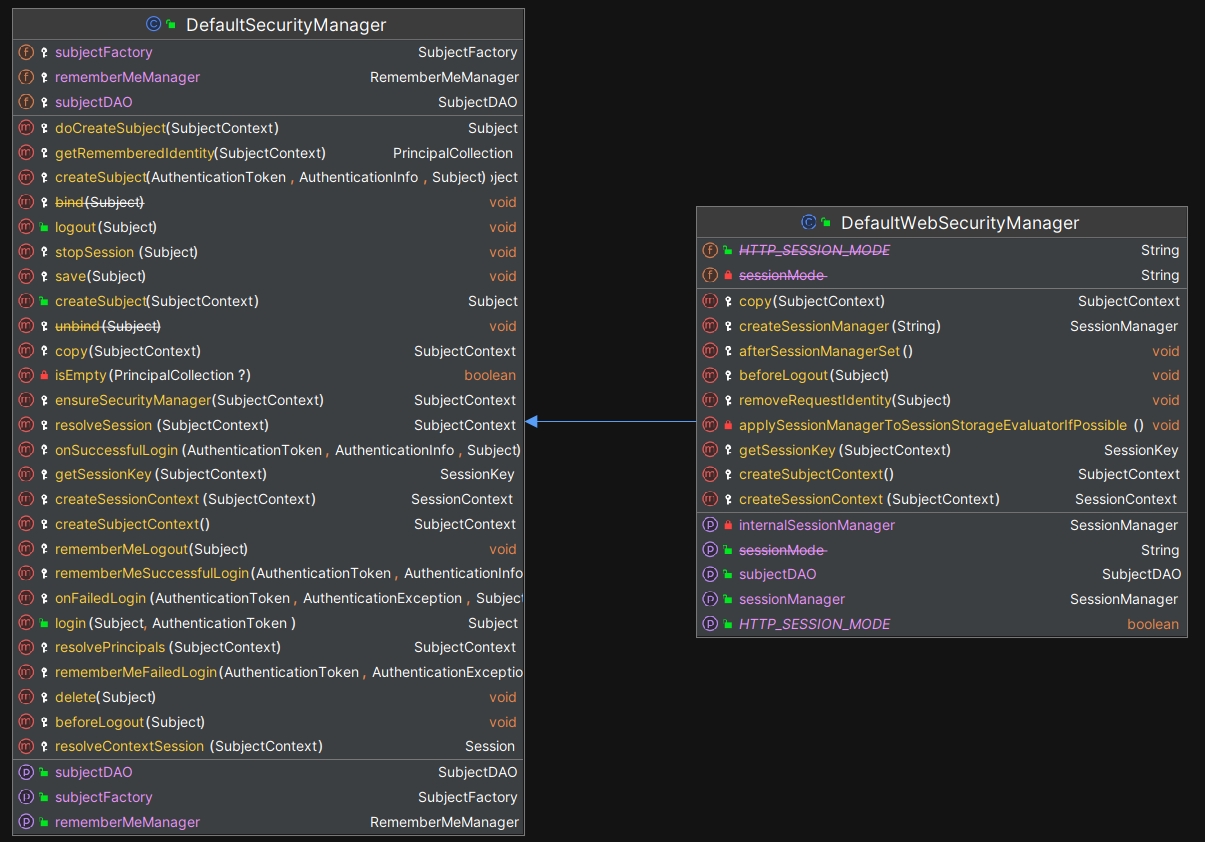 DefaultSecurityManager
subjectFactory SubjectFactory
rememberMeManager RememberMeManager
subjectDAO SubjectDAO
doCreateSubject(SubjectContext) Subject
getRememberedIdentity(SubjectContext) PrincipalCollection
createSubject(AuthenticationToken , AuthenticationInfo , Subject)
bind(Subject) void
logout(Subject) void
stopSession (Subject) void
save(Subject) void
createSubject(SubjectContext) Subject
unbind(Subject) void
copy(SubjectContext) SubjectContext
isEmpty(PrincipalCollection ?) boolean
ensureSecurityManager(SubjectContext) SubjectContext
resolveSession (SubjectContext) SubjectContext
onSuccessfulLogin (AuthenticationToken , AuthenticationInfo , Subject)
getSessionKey (SubjectContext) SessionKey
createSessionContext (SubjectContext) SessionContext
createSubjectContext() SubjectContext
rememberMeLogout(Subject) void
rememberMeSuccessfulLogin(AuthenticationToken , AuthenticationInfo
onFailedLogin (AuthenticationToken , AuthenticationException , Subjec
login (Subject, AuthenticationToken ) Subject
resolvePrincipals (SubjectContext) SubjectContext
rememberMeFailedLogin(AuthenticationToken , AuthenticationExceptio
delete(Subject) void
beforeLogout(Subject) void
resolveContextSession (SubjectContext) Session
subjectDAO SubjectDAO
subjectFactory SubjectFactory
rememberMeManager RememberMeManager
DefaultWebSecurityManager
HTTP_SESSION_MODE String
sessionMode String
copy(SubjectContext) SubjectContext
createSessionManager (String) SessionManager
afterSessionManagerSet () void
beforeLogout(Subject) void
removeRequestIdentity(Subject) void
applySessionManagerToSessionStorageEvaluatorIfPossible () void
getSessionKey (SubjectContext) SessionKey
createSubjectContext() SubjectContext
createSessionContext (SubjectContext) SessionContext
internalSessionManager SessionManager
sessionMode String
subjectDAO SubjectDAO
sessionManager SessionManager
HTTP_SESSION_MODE boolean